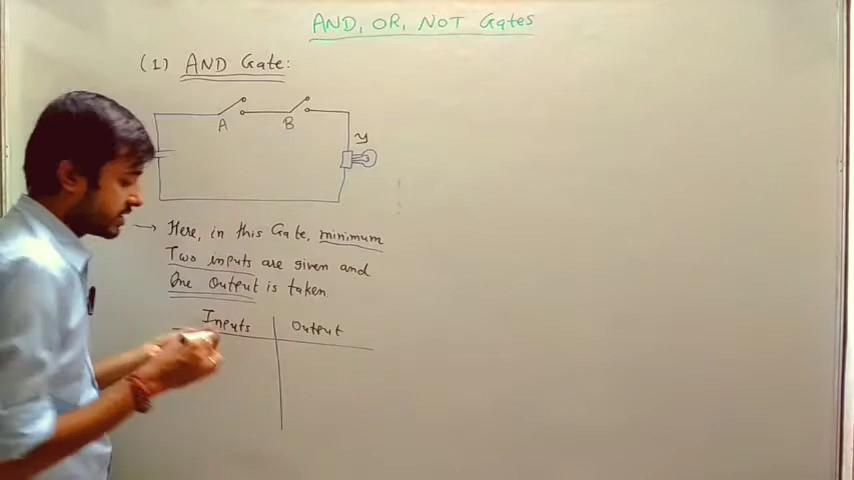 AND, OR, NOT Gates
(1) AND Gate:
A
B
y
→ Here, in this Gate, minimum
Two inputs are given and
One Output is taken.
Inputs
Output